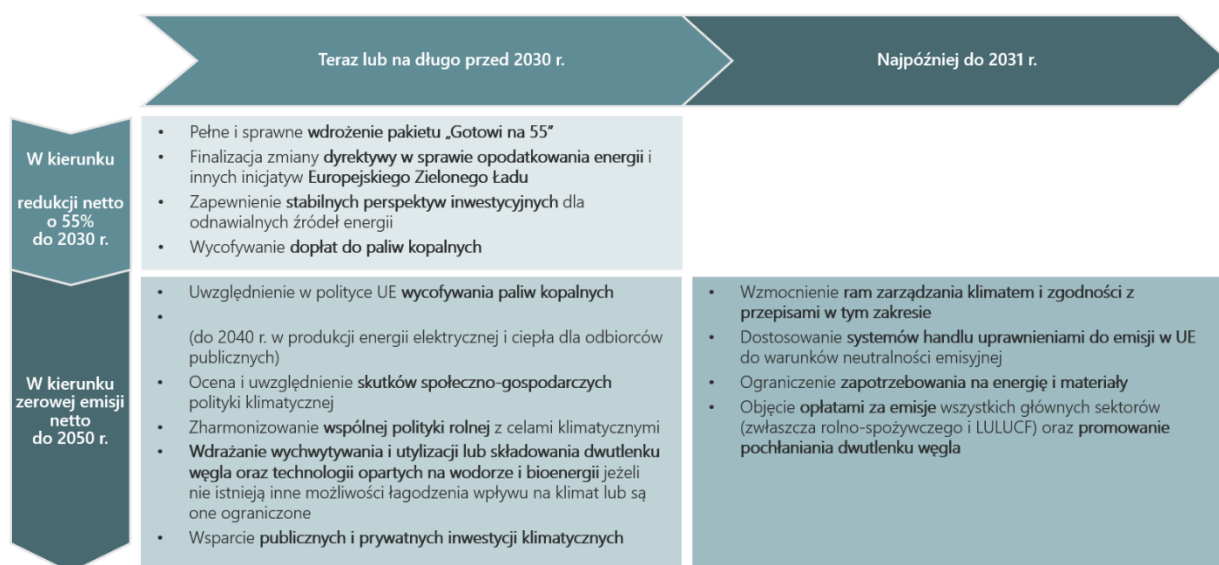 Teraz lub na długo przed 2030 r.
Najpóźniej do 2031 r.
W kierunku
redukcji netto
o 55%
do 2030 r.
• Pełne i sprawne wdrożenie pakietu „Gotowi na 55”
• Finalizacja zmiany dyrektywy w sprawie opodatkowania energii i
innych inicjatyw Europejskiego Zielonego Ładu
• Zapewnienie stabilnych perspektyw inwestycyjnych dla
odnawialnych źródeł energii
• Wycofywanie dopłat do paliw kopalnych
W kierunku
zerowej emisji
netto
do 2050 r.
• Uwzględnienie w polityce UE wycofywania paliw kopalnych
•
(do 2040 r. w produkcji energii elektrycznej i ciepła dla odbiorców
publicznych)
• Ocena i uwzględnienie skutków społeczno-gospodarczych
polityki klimatycznej
• Zharmonizowanie wspólnej polityki rolnej z celami klimatycznymi
• Wdrażanie wychwytywania i utylizacji lub składowania dwutlenku
węgla oraz technologii opartych na wodorze i bioenergii jeżeli
nie istnieją inne możliwości łagodzenia wpływu na klimat lub są
one ograniczone
• Wsparcie publicznych i prywatnych inwestycji klimatycznych
• Wzmocnienie ram zarządzania klimatem i zgodności z
przepisami w tym zakresie
• Dostosowanie systemów handlu uprawnieniami do emisji w UE
do warunków neutralności emisyjnej
• Ograniczenie zapotrzebowania na energię i materiały
• Objęcie opłatami za emisje wszystkich głównych sektorów
(zwłaszcza rolno-spożywczego i LULUCF) oraz promowanie
pochłaniania dwutlenku węgla